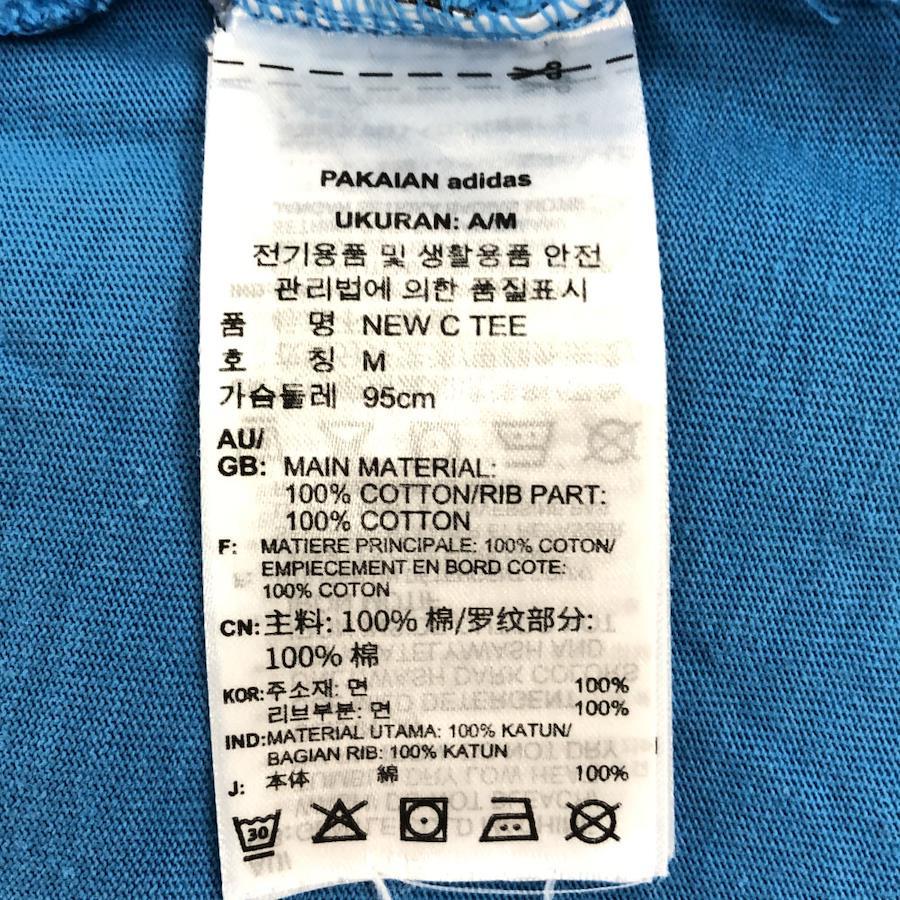 PAKAIAN adidas
UKURAN: A/M
전기용품 및 생활용품 안전
관리법에 의한 품질표시
품 명 NEW C TEE
호 칭 M
가슴둘레 95cm
AU/
GB: MAIN MATERIAL:
100% COTTON/RIB PART:
100% COTTON
F: MATIERE PRINCIPALE: 100% COTON/
EMPIECEMENT EN BORD COTE:
100% COTON
CN: 主料: 100% 棉/罗纹部分:
100% 棉
KOR: 주소재: 면 100%
리브부분: 면 100%
IND: MATERIAL UTAMA: 100% KATUN/
BAGIAN RIB: 100% KATUN
J: 本体 綿 100%
30